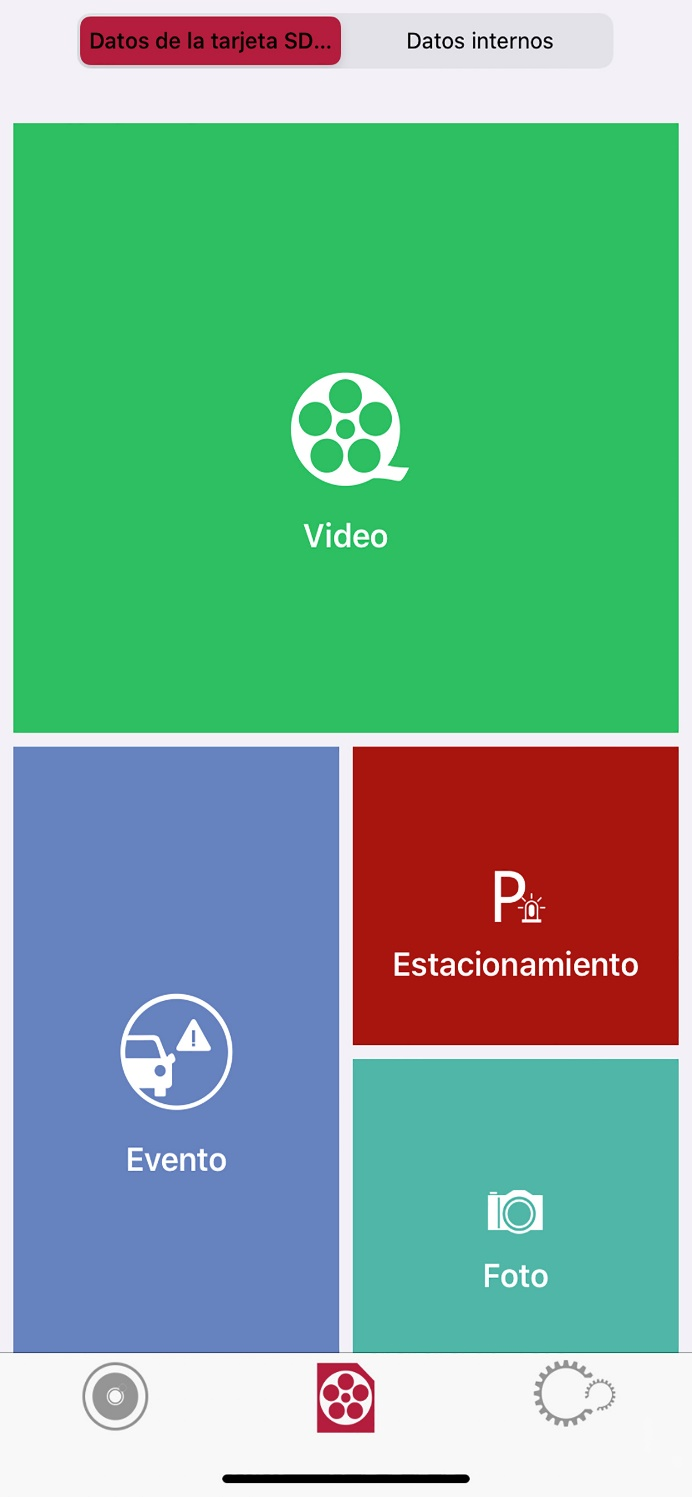 Datos de la tarjeta SD...
Datos internos
Video
Evento
P
Estacionamiento
Foto